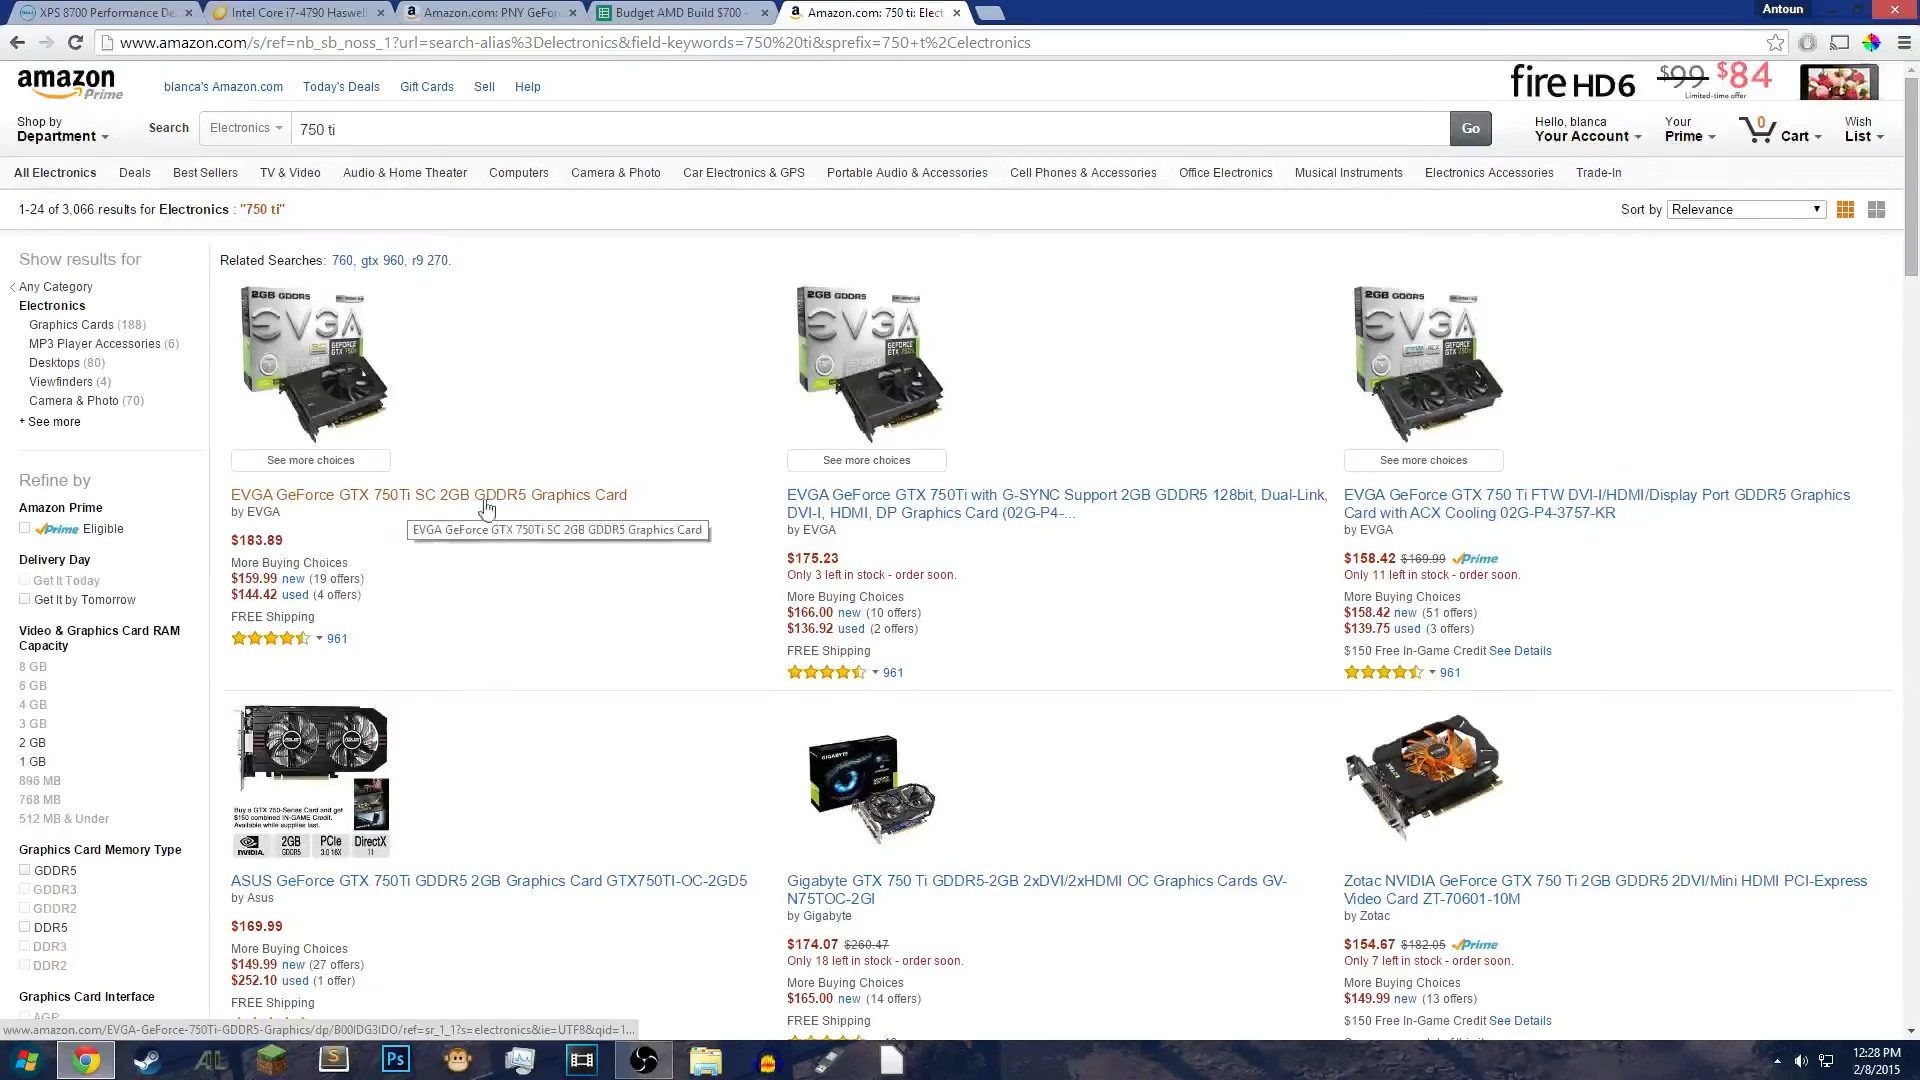 XPS 8700 Performance De
Intel Core i7-4790 Haswel
Amazon.com: PNY GeFor
Budget AMD Build $700 -
Amazon.com: 750 ti: Elect
Antoun
www.amazon.com/s/ref=nb_sb_noss_1?url=search-alias%3Delectronics&field-keywords=750%20ti&sprefix=750+t%2Celectronics
amazon
Prime
blanca's Amazon.com
Today's Deals
Gift Cards
Sell
Help
fire HD6
$99 $84
Limited-time offer
Shop by
Department
Search
Electronics
750 ti
Go
Hello, blanca
Your Account
Your
Prime
0
Cart
Wish
List
All Electronics
Deals
Best Sellers
TV & Video
Audio & Home Theater
Computers
Camera & Photo
Car Electronics & GPS
Portable Audio & Accessories
Cell Phones & Accessories
Office Electronics
Musical Instruments
Electronics Accessories
Trade-In
1-24 of 3,066 results for Electronics : "750 ti"
Sort by Relevance
Show results for
Any Category
Electronics
Graphics Cards (188)
MP3 Player Accessories (6)
Desktops (80)
Viewfinders (4)
Camera & Photo (70)
+ See more
Refine by
Amazon Prime
Prime Eligible
Delivery Day
Get It Today
Get It by Tomorrow
Video & Graphics Card RAM
Capacity
8 GB
6 GB
4 GB
3 GB
2 GB
1 GB
896 MB
768 MB
512 MB & Under
Graphics Card Memory Type
GDDR5
GDDR3
GDDR2
DDR5
DDR3
DDR2
Graphics Card Interface
AGP
Related Searches: 760, gtx 960, r9 270.
2GB GDDR5
EVGA
GEFORCE
See more choices
EVGA GeForce GTX 750Ti SC 2GB GDDR5 Graphics Card
by EVGA
EVGA GeForce GTX 750Ti SC 2GB GDDR5 Graphics Card
$183.89
More Buying Choices
$159.99 new (19 offers)
$144.42 used (4 offers)
FREE Shipping
961
2GB GDDR5
EVGA
GEFORCE
See more choices
EVGA GeForce GTX 750Ti with G-SYNC Support 2GB GDDR5 128bit, Dual-Link,
DVI-I, HDMI, DP Graphics Card (02G-P4-...
by EVGA
$175.23
Only 3 left in stock - order soon.
More Buying Choices
$166.00 new (10 offers)
$136.92 used (2 offers)
FREE Shipping
961
2GB GDDR5
EVGA
GEFORCE
See more choices
EVGA GeForce GTX 750 Ti FTW DVI-I/HDMI/Display Port GDDR5 Graphics
Card with ACX Cooling 02G-P4-3757-KR
by EVGA
$158.42 $169.99 Prime
Only 11 left in stock - order soon.
More Buying Choices
$158.42 new (51 offers)
$139.75 used (3 offers)
$150 Free In-Game Credit See Details
961
Buy a GTX 750-Series Card and get
$150 combined IN-GAME Credit.
Available while supplies last.
NVIDIA.
2GB
GDDR5
PCIe
3.0 16X
DirectX
11
ASUS GeForce GTX 750Ti GDDR5 2GB Graphics Card GTX750TI-OC-2GD5
by Asus
$169.99
More Buying Choices
$149.99 new (27 offers)
$252.10 used (1 offer)
FREE Shipping
GIGABYTE
Gigabyte GTX 750 Ti GDDR5-2GB 2xDVI/2xHDMI OC Graphics Cards GV-
N75TOC-2GI
by Gigabyte
$174.07 $260.47
Only 18 left in stock - order soon.
More Buying Choices
$165.00 new (14 offers)
FREE Shipping
ZOTAC
Zotac NVIDIA GeForce GTX 750 Ti 2GB GDDR5 2DVI/Mini HDMI PCI-Express
Video Card ZT-70601-10M
by Zotac
$154.67 $182.05 Prime
Only 7 left in stock - order soon.
More Buying Choices
$149.99 new (13 offers)
$150 Free In-Game Credit See Details
www.amazon.com/EVGA-GeForce-750Ti-GDDR5-Graphics/dp/B00IDG3IDO/ref=sr_1_1?s=electronics&ie=UTF8&qid=1...
AL
S
Ps
12:28 PM
2/8/2015